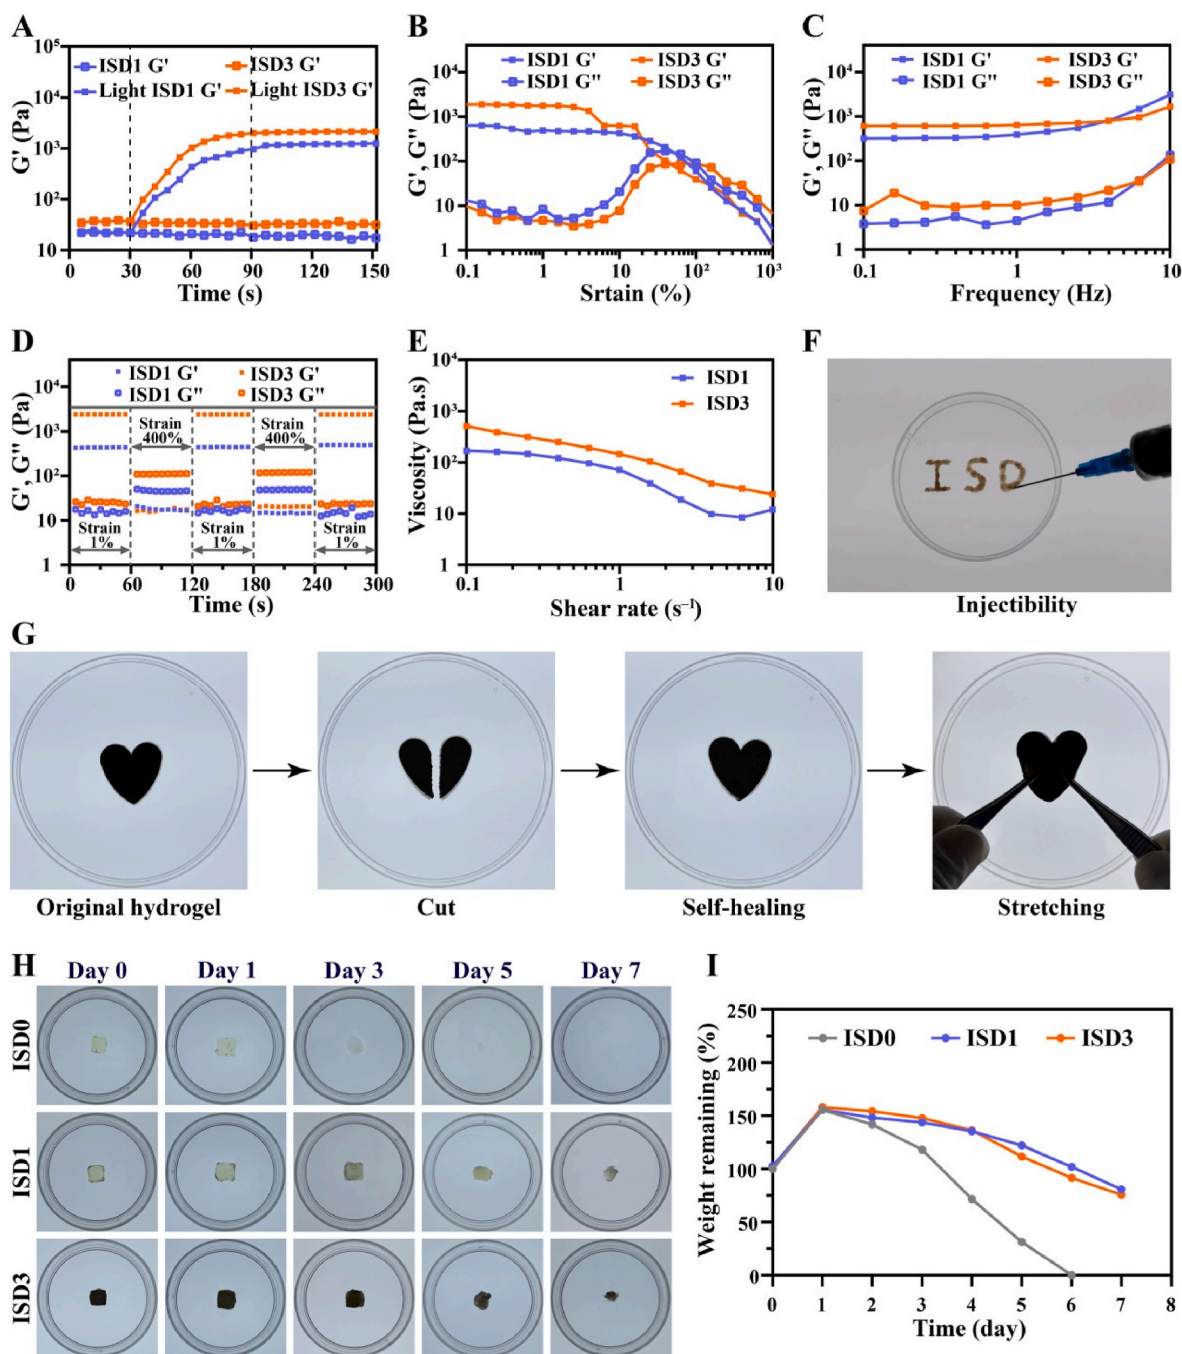 A
G' (Pa)
10⁵
10⁴
10³
10²
10
ISD1 G'
ISD3 G'
Light ISD1 G'
Light ISD3 G'
0 30 60 90 120 150
Time (s)
B
G', G" (Pa)
10⁴
10³
10²
10
1
ISD1 G'
ISD3 G'
ISD1 G"
ISD3 G"
0.1 1 10 10² 10³
Srtain (%)
C
G', G" (Pa)
10⁴
10³
10²
10
1
ISD1 G'
ISD3 G'
ISD1 G"
ISD3 G"
0.1 1 10
Frequency (Hz)
D
G', G" (Pa)
10⁴
10³
10²
10
1
ISD1 G'
ISD3 G'
ISD1 G"
ISD3 G"
Strain
400%
Strain
400%
Strain
1%
Strain
1%
Strain
1%
0 60 120 180 240 300
Time (s)
E
Viscosity (Pa.s)
10⁴
10³
10²
10
1
ISD1
ISD3
0.1 1 10
Shear rate (s⁻¹)
F
ISD
Injectibility
G
Original hydrogel
Cut
Self-healing
Stretching
H
Day 0 Day 1 Day 3 Day 5 Day 7
ISD0
ISD1
ISD3
I
Weight remaining (%)
250
200
150
100
50
0
ISD0 ISD1 ISD3
0 1 2 3 4 5 6 7 8
Time (day)